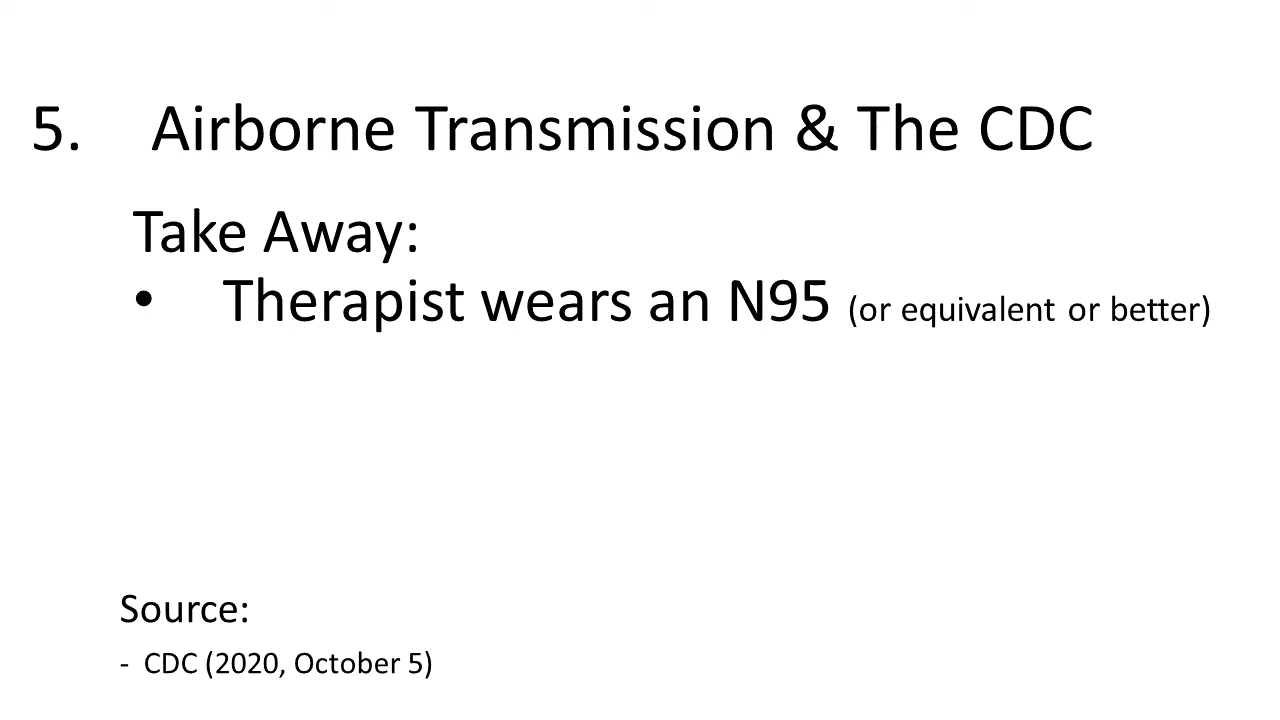 5. Airborne Transmission & The CDC
Take Away:
• Therapist wears an N95 (or equivalent or better)
Source:
- CDC (2020, October 5)